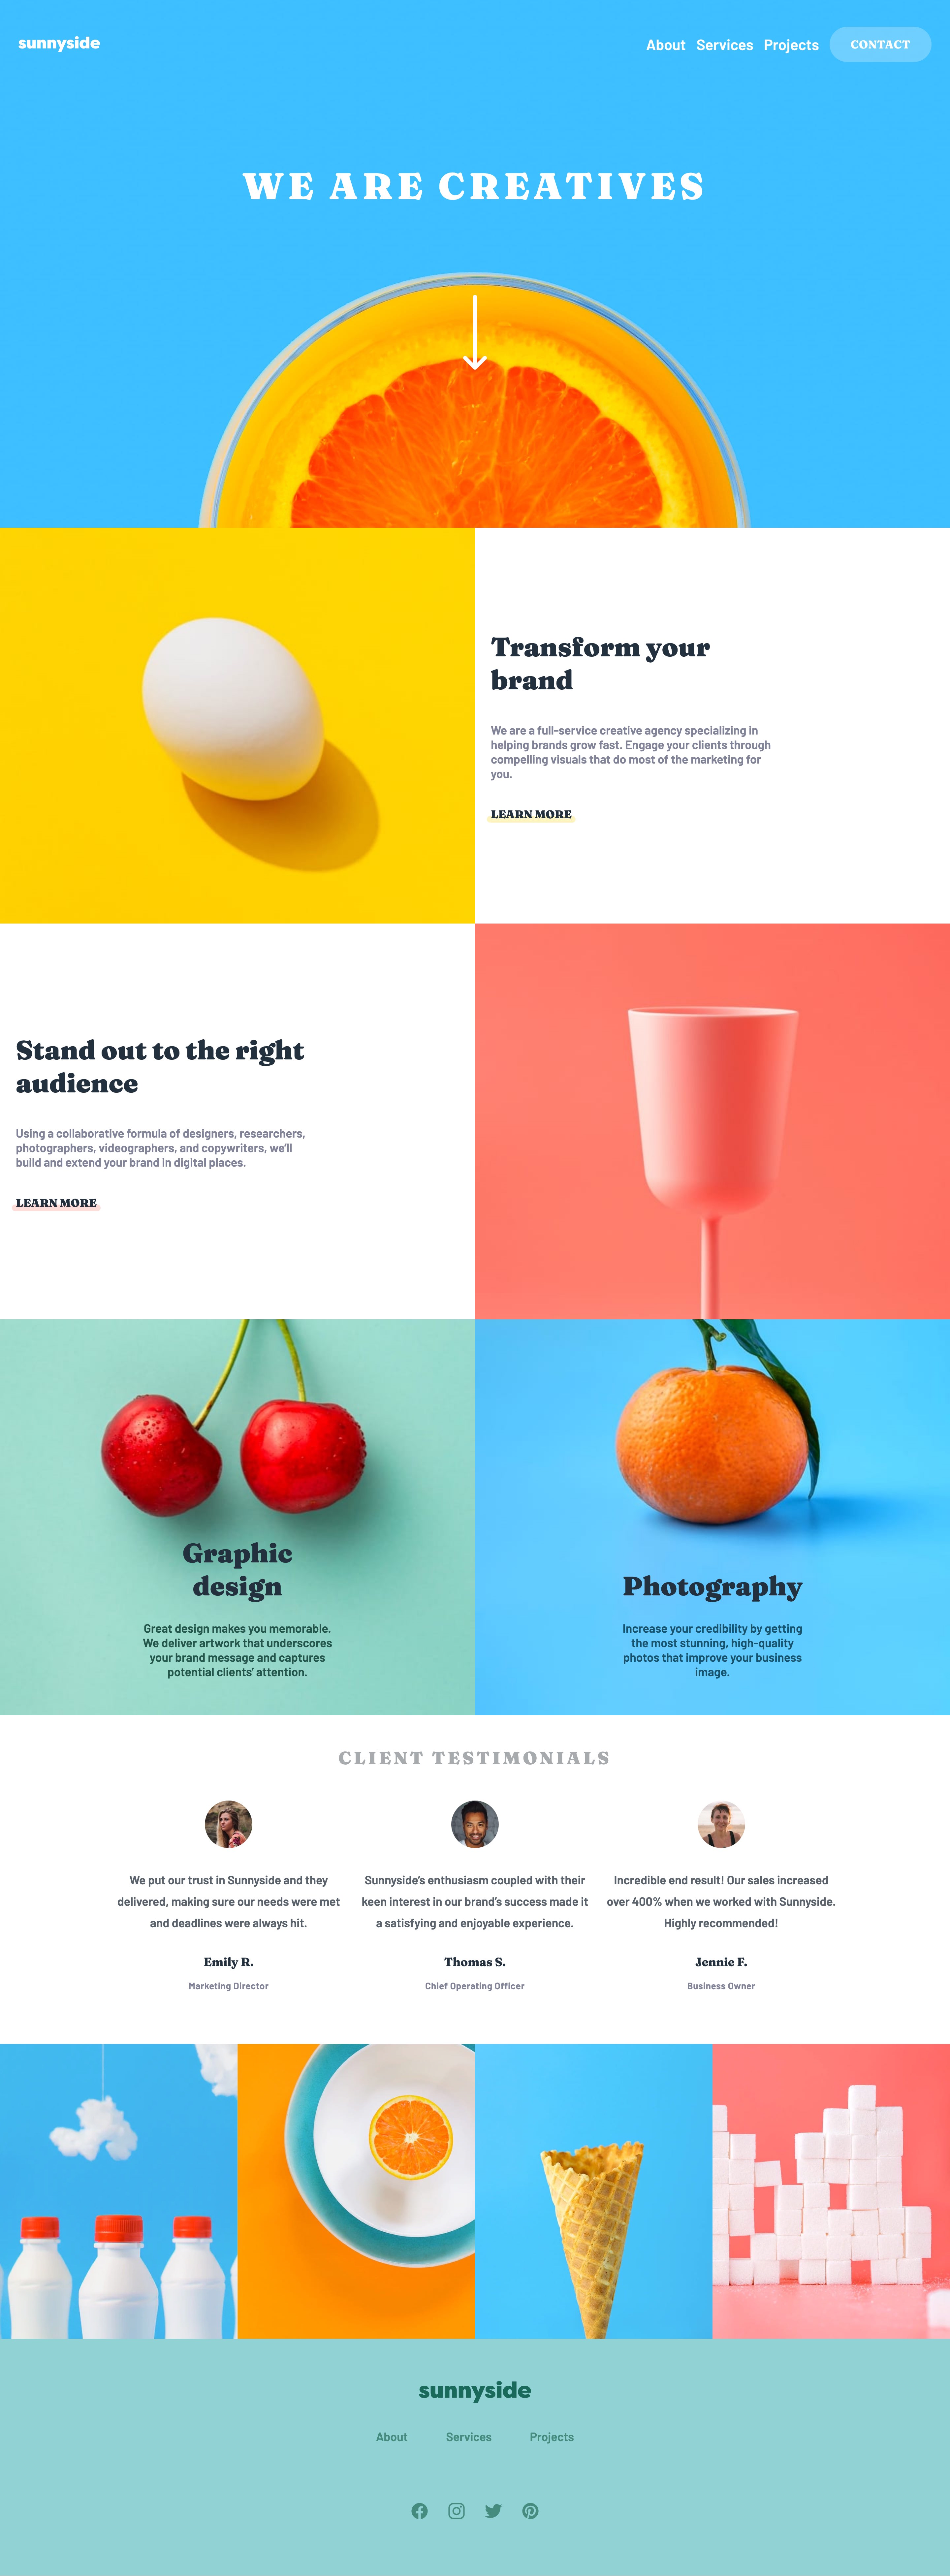 sunnyside
About Services Projects CONTACT
WE ARE CREATIVES
Transform your
brand
We are a full-service creative agency specializing in
helping brands grow fast. Engage your clients through
compelling visuals that do most of the marketing for
you.
LEARN MORE
Stand out to the right
audience
Using a collaborative formula of designers, researchers,
photographers, videographers, and copywriters, we’ll
build and extend your brand in digital places.
LEARN MORE
Graphic
design
Great design makes you memorable.
We deliver artwork that underscores
your brand message and captures
potential clients’ attention.
Photography
Increase your credibility by getting
the most stunning, high-quality
photos that improve your business
image.
CLIENT TESTIMONIALS
We put our trust in Sunnyside and they
delivered, making sure our needs were met
and deadlines were always hit.
Emily R.
Marketing Director
Sunnyside’s enthusiasm coupled with their
keen interest in our brand’s success made it
a satisfying and enjoyable experience.
Thomas S.
Chief Operating Officer
Incredible end result! Our sales increased
over 400% when we worked with Sunnyside.
Highly recommended!
Jennie F.
Business Owner
sunnyside
About Services Projects